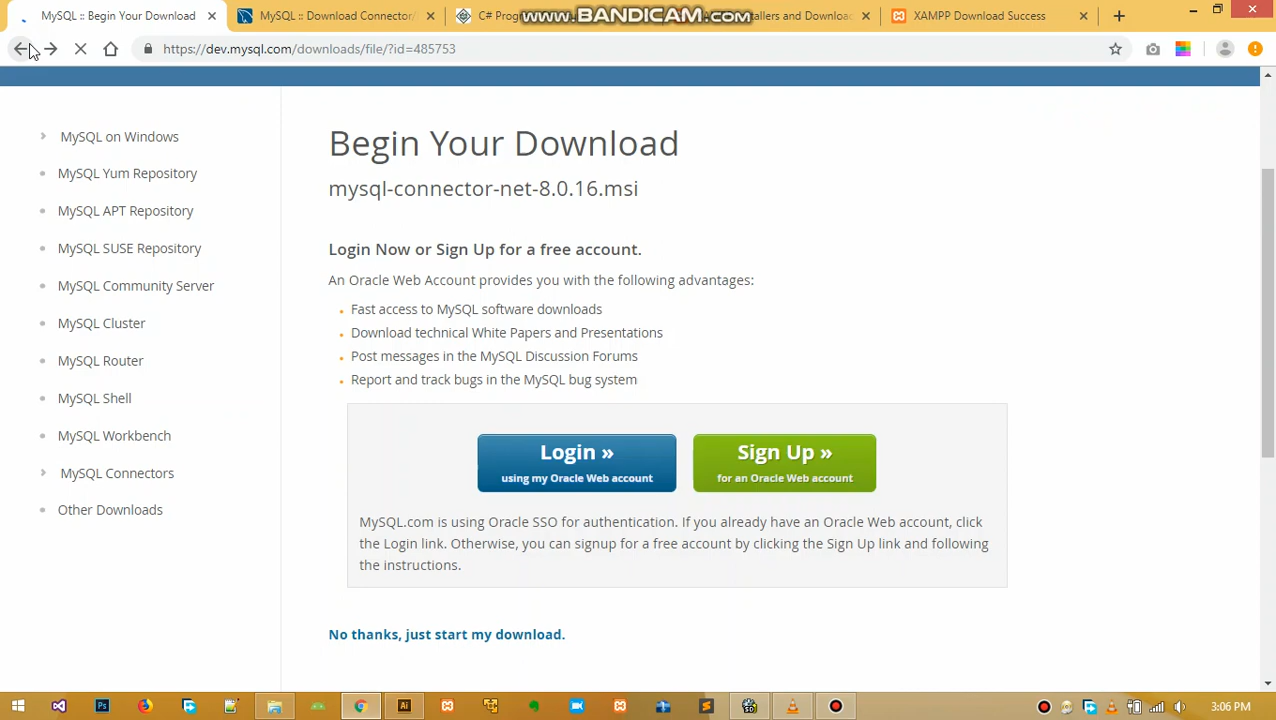 MySQL :: Begin Your Download
MySQL :: Download Connector/
C# Prog
www.BANDICAM.com
tallers and Downloac
XAMPP Download Success
https://dev.mysql.com/downloads/file/?id=485753
MySQL on Windows
MySQL Yum Repository
MySQL APT Repository
MySQL SUSE Repository
MySQL Community Server
MySQL Cluster
MySQL Router
MySQL Shell
MySQL Workbench
MySQL Connectors
Other Downloads
Begin Your Download
mysql-connector-net-8.0.16.msi
Login Now or Sign Up for a free account.
An Oracle Web Account provides you with the following advantages:
Fast access to MySQL software downloads
Download technical White Papers and Presentations
Post messages in the MySQL Discussion Forums
Report and track bugs in the MySQL bug system
Login »
using my Oracle Web account
Sign Up »
for an Oracle Web account
MySQL.com is using Oracle SSO for authentication. If you already have an Oracle Web account, click
the Login link. Otherwise, you can signup for a free account by clicking the Sign Up link and following
the instructions.
No thanks, just start my download.
Ps
Ai
3:06 PM